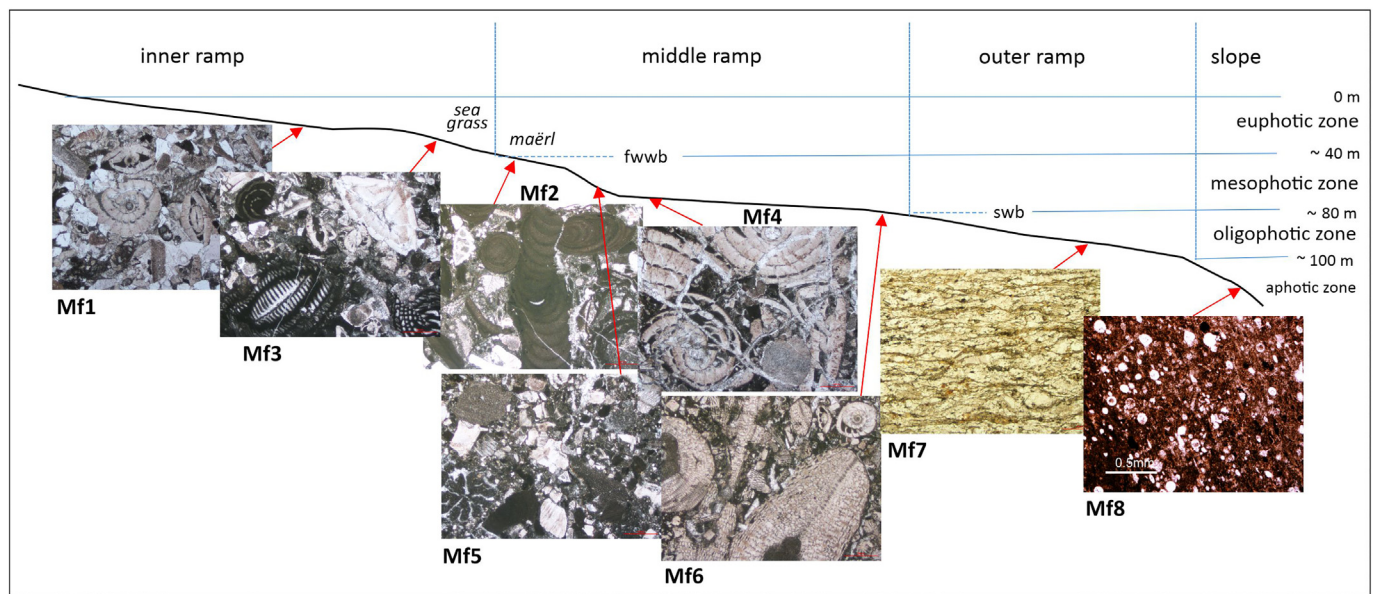 inner ramp
middle ramp
outer ramp
slope
0 m
sea
grass
euphotic zone
maërl
fwwb
~ 40 m
mesophotic zone
Mf2
Mf4
swb
~ 80 m
oligophotic zone
~ 100 m
aphotic zone
Mf1
Mf3
Mf7
0.5mm
Mf8
Mf5
Mf6